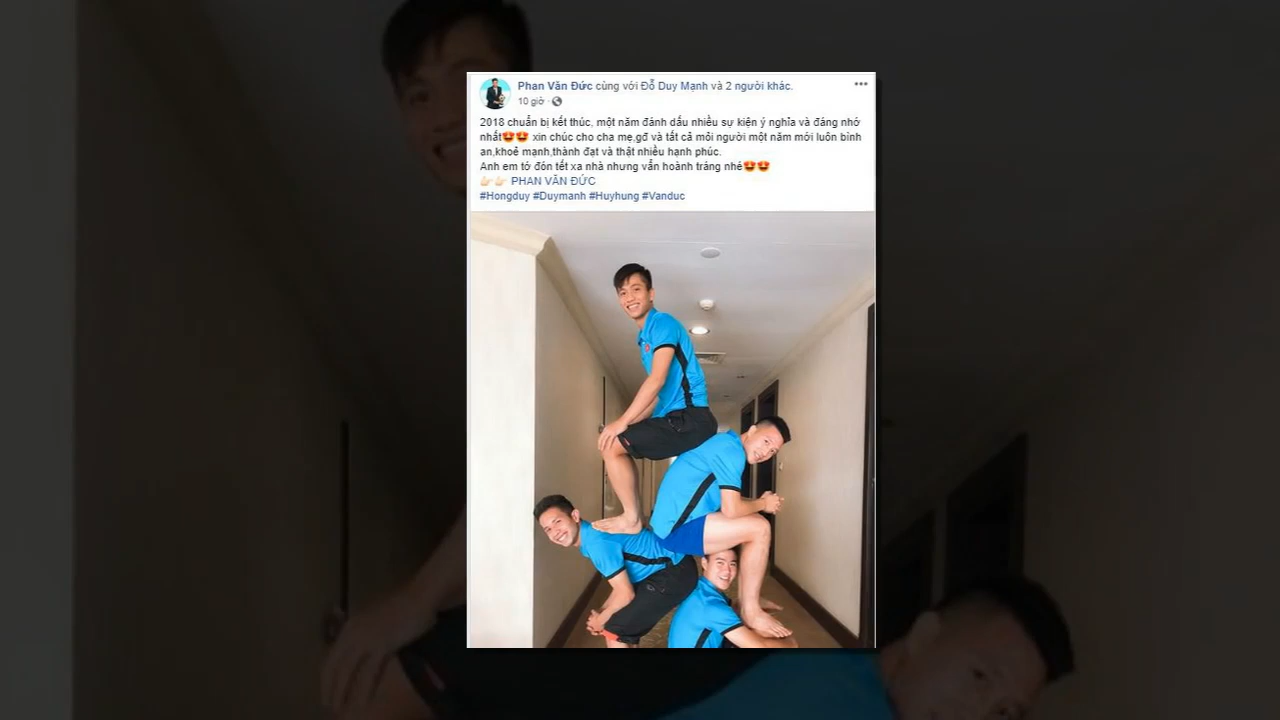 Phan Văn Đức cùng với Đỗ Duy Mạnh và 2 người khác.
10 giờ ·
2018 chuẩn bị kết thúc, một năm đánh dấu nhiều sự kiện ý nghĩa và đáng nhớ
nhất😍😍 xin chúc cho cha mẹ,gđ và tất cả mỏi người một năm mới luôn bình
an,khoẻ mạnh,thành đạt và thật nhiều hạnh phúc.
Anh em tớ đón tết xa nhà nhưng vẩn hoành tráng nhé😍😍
👉🏻👉🏻 PHAN VĂN ĐỨC
#Hongduy #Duymanh #Huyhung #Vanduc